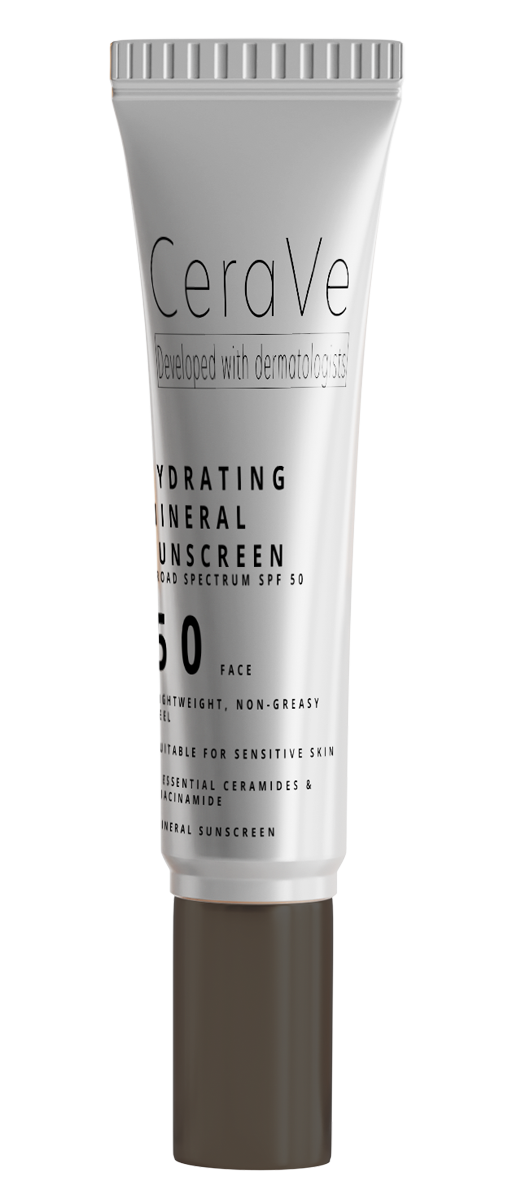 CeraVe
Developed with dermatologists
YDRATING
INERAL
UNSCREEN
ROAD SPECTRUM SPF 50
50 FACE
IGHTWEIGHT, NON-GREASY
EEL
UITABLE FOR SENSITIVE SKIN
ESSENTIAL CERAMIDES &
IACINAMIDE
INERAL SUNSCREEN